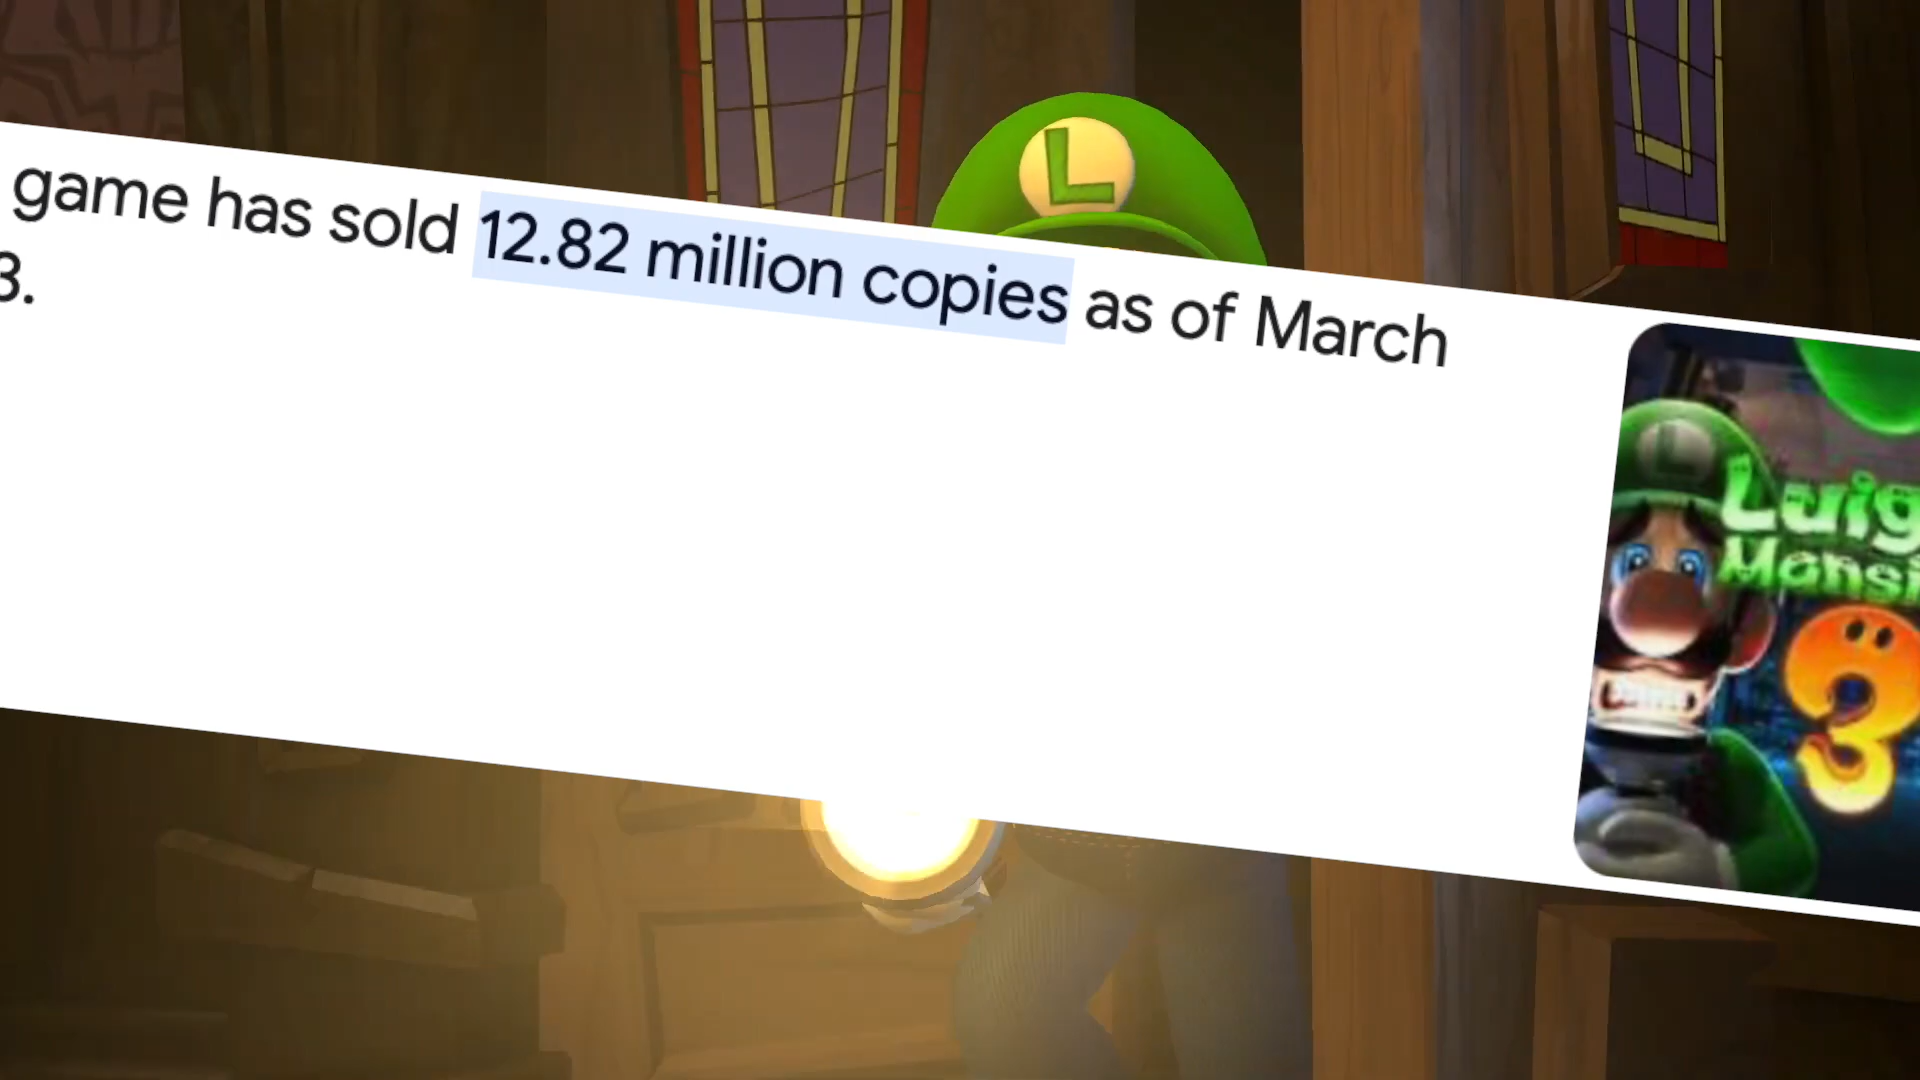 game has sold 12.82 million copies as of March
3.
L
Luig
Mansi
3